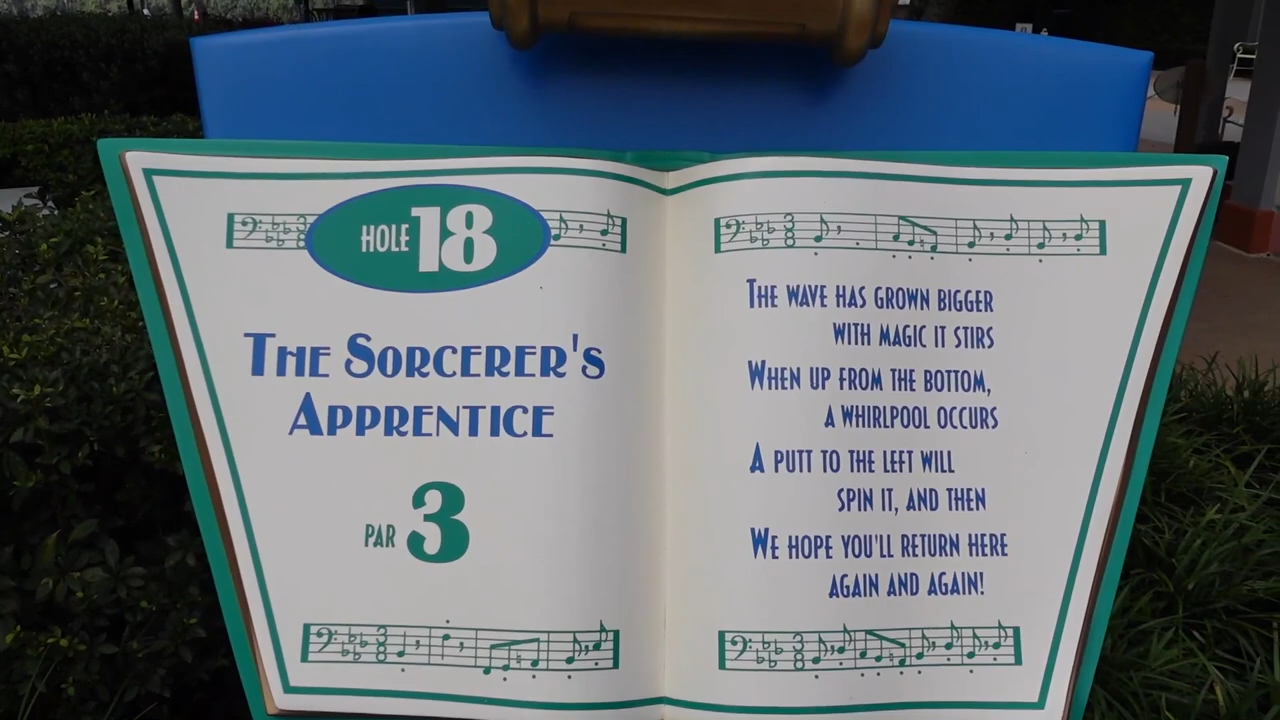 HOLE 18
THE SORCERER'S
APPRENTICE
PAR 3
THE WAVE HAS GROWN BIGGER
WITH MAGIC IT STIRS
WHEN UP FROM THE BOTTOM,
A WHIRLPOOL OCCURS
A PUTT TO THE LEFT WILL
SPIN IT, AND THEN
WE HOPE YOU'LL RETURN HERE
AGAIN AND AGAIN!